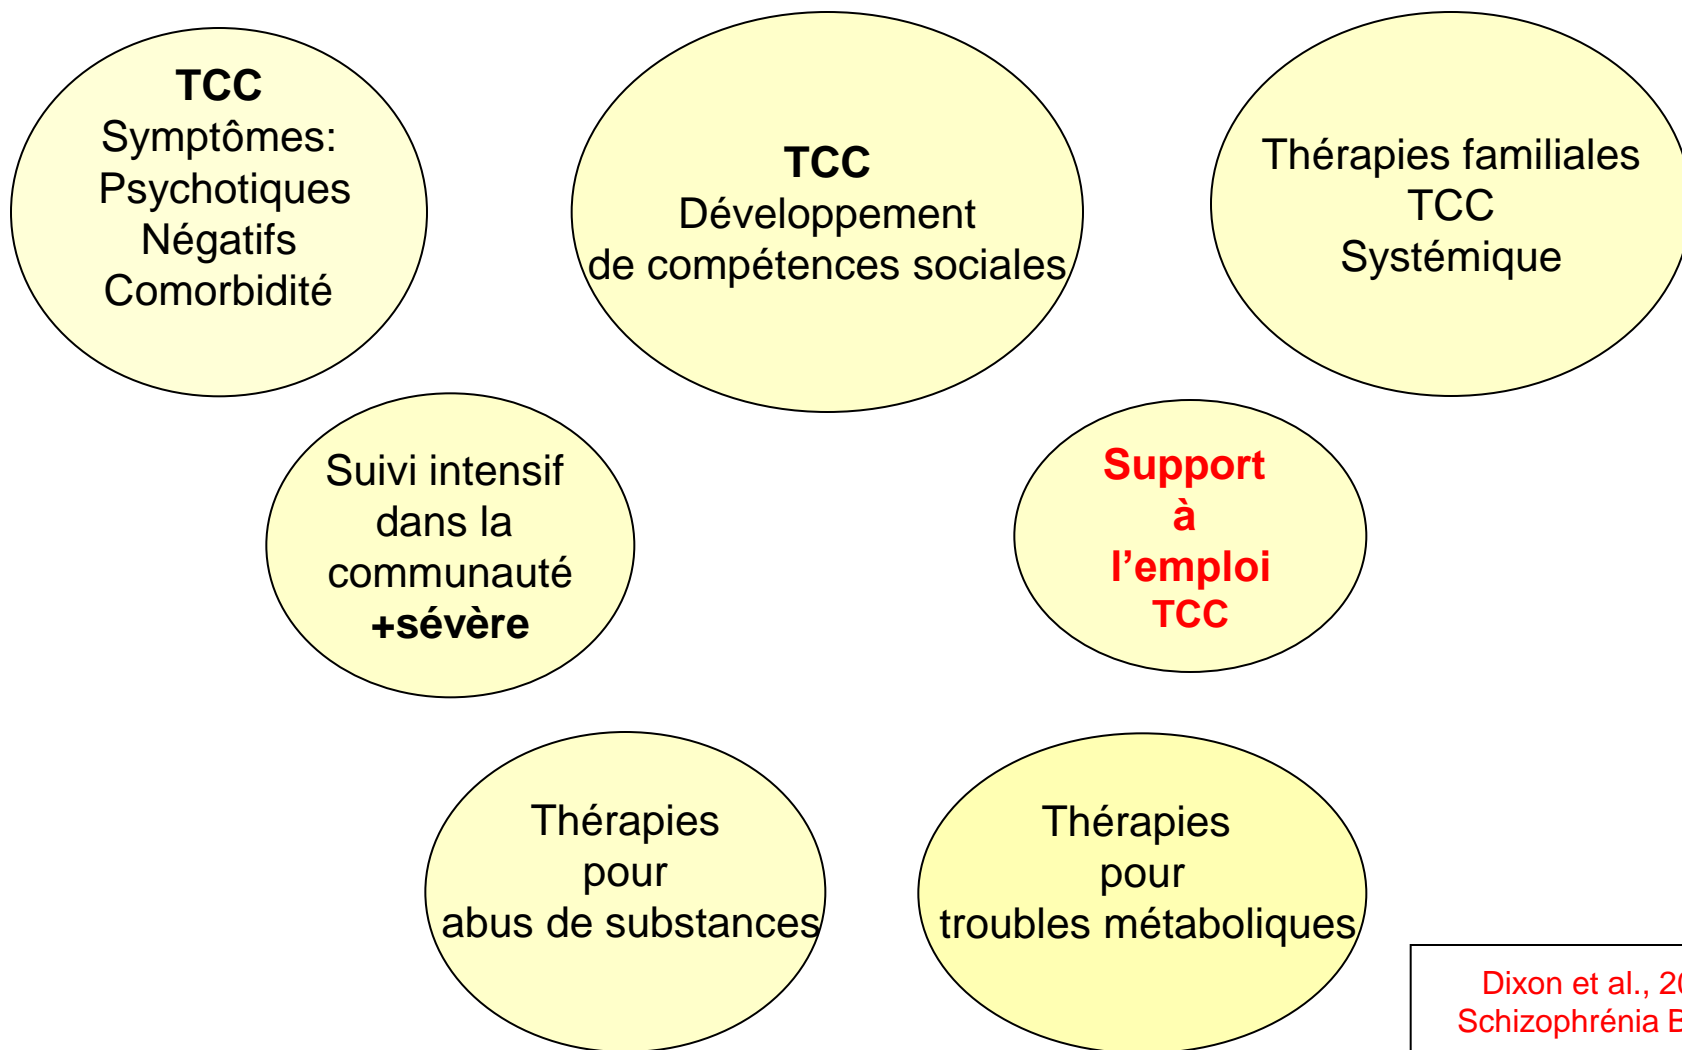 TCC
Symptômes:
Psychotiques
Négatifs
Comorbidité
TCC
Développement
de compétences sociales
Thérapies familiales
TCC
Systémique
Suivi intensif
dans la
communauté
+sévère
Support
à
l’emploi
TCC
Thérapies
pour
abus de substances
Thérapies
pour
troubles métaboliques
Dixon et al.,
Schizophrénia